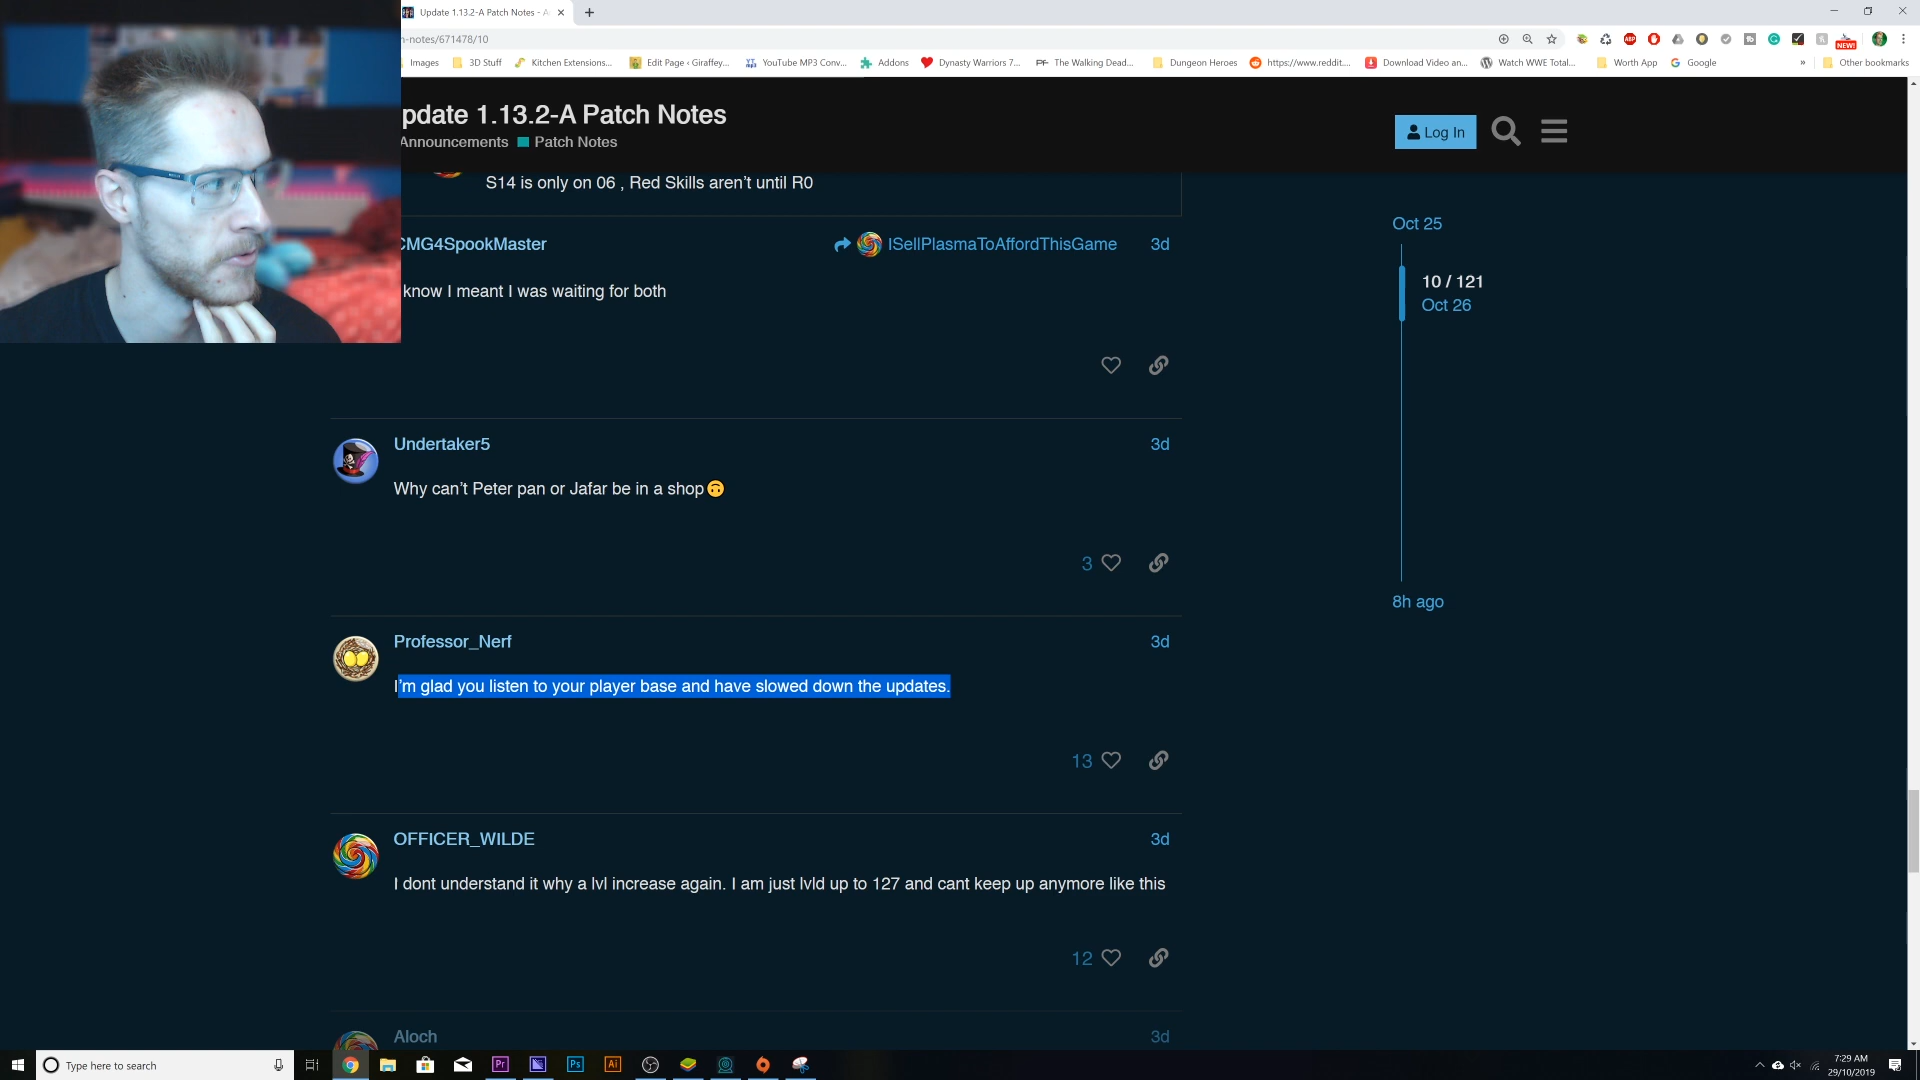 Update 1.13.2-A Patch Notes - A
n-notes/671478/10
Images
3D Stuff
Kitchen Extensions...
Edit Page ‹ Giraffey...
YouTube MP3 Conv...
Addons
Dynasty Warriors 7...
PF The Walking Dead...
Dungeon Heroes
https://www.reddit....
Download Video an...
Watch WWE Total...
Worth App
Google
»
Other bookmarks
ABP
NEW!
pdate 1.13.2-A Patch Notes
Announcements
Patch Notes
Log In
S14 is only on 06 , Red Skills aren’t until R0
CMG4SpookMaster
ISellPlasmaToAffordThisGame
3d
know I meant I was waiting for both
Undertaker5
3d
Why can’t Peter pan or Jafar be in a shop🙃
3
Professor_Nerf
3d
I’m glad you listen to your player base and have slowed down the updates.
13
OFFICER_WILDE
3d
I dont understand it why a lvl increase again. I am just lvld up to 127 and cant keep up anymore like this
12
Aloch
3d
Oct 25
10 / 121
Oct 26
8h ago
Type here to search
Pr
Ps
Ai
7:29 AM
29/10/2019